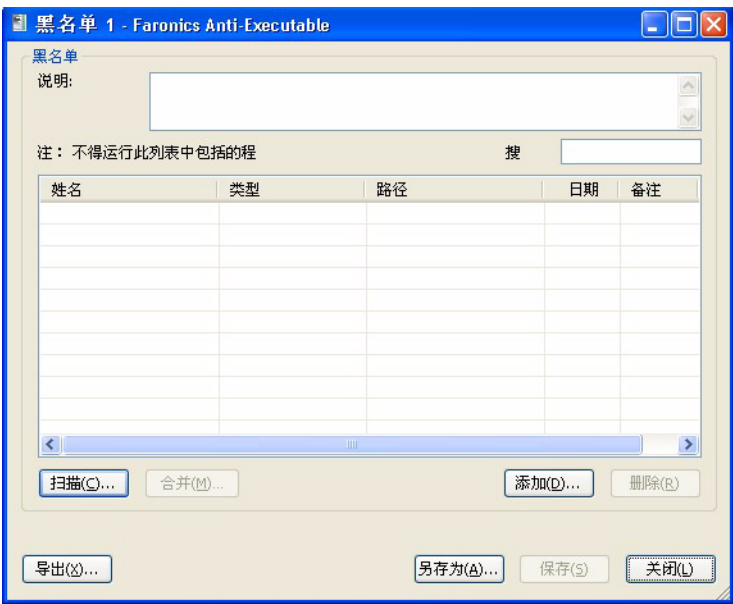 黑名单 1 - Faronics Anti-Executable
黑名单
说明:
注：不得运行此列表中包括的程
搜
姓名 类型 路径 日期 备注
扫描(C)... 合并(M)... 添加(D)... 删除(R)
导出(X)... 另存为(A)... 保存(S) 关闭(L)